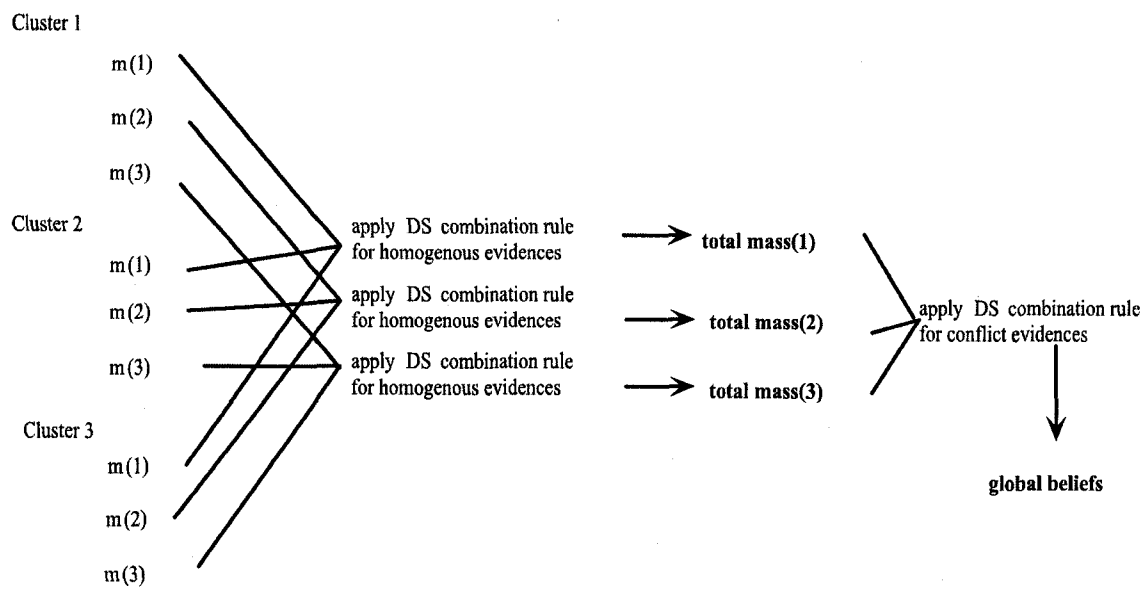 Cluster 1
m(1)
m(2)
m(3)
Cluster 2
m(1)
m(2)
m(3)
Cluster 3
m(1)
m(2)
m(3)
apply DS combination rule
for homogenous evidences
apply DS combination rule
for homogenous evidences
apply DS combination rule
for homogenous evidences
total mass(1)
total mass(2)
total mass(3)
apply DS combination rule
for conflict evidences
global beliefs